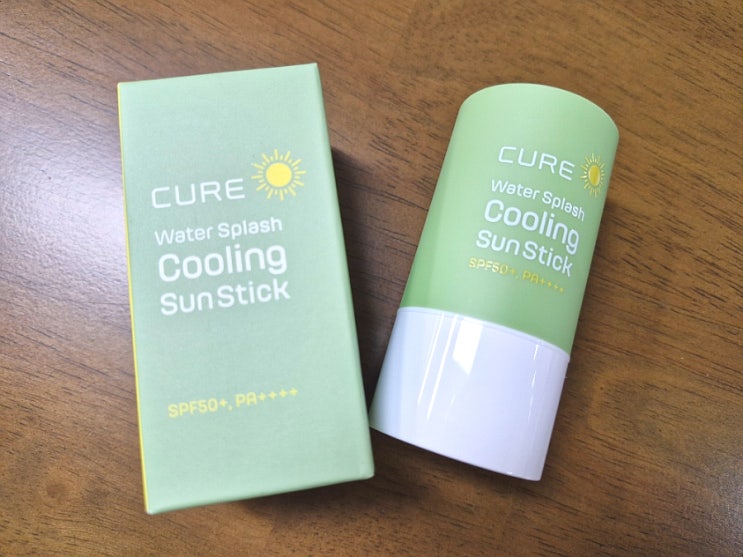 CURE
Water Splash
Cooling
Sun Stick
SPF50+, PA++++
CURE
Water Splash
Cooling
Sun Stick
SPF50+, PA++++